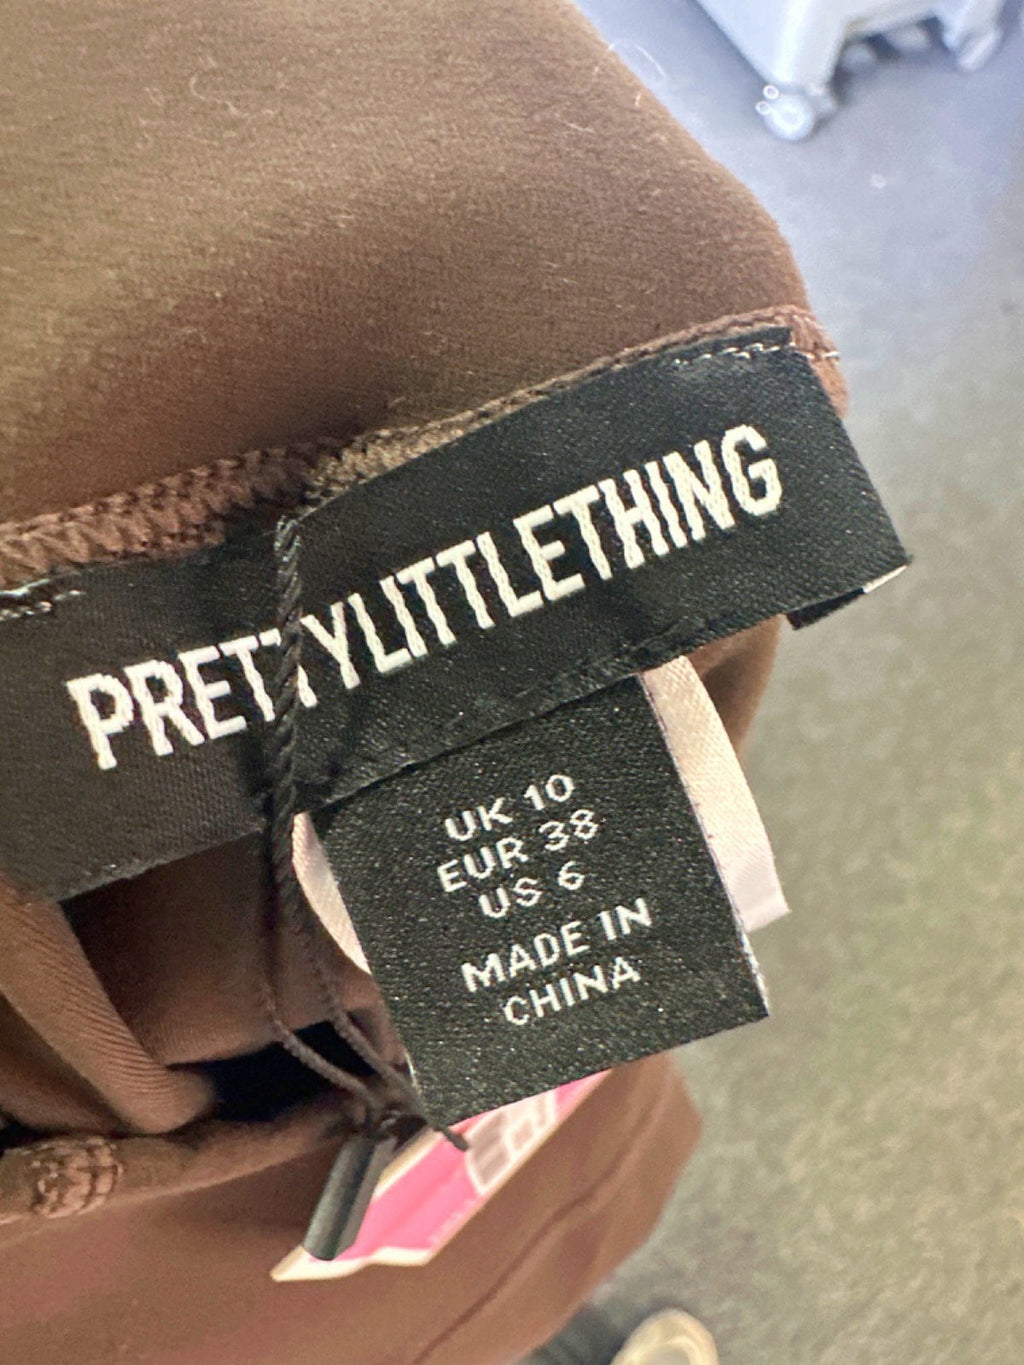 PRETTYLITTLETHING
UK 10
EUR 38
US 6
MADE IN
CHINA